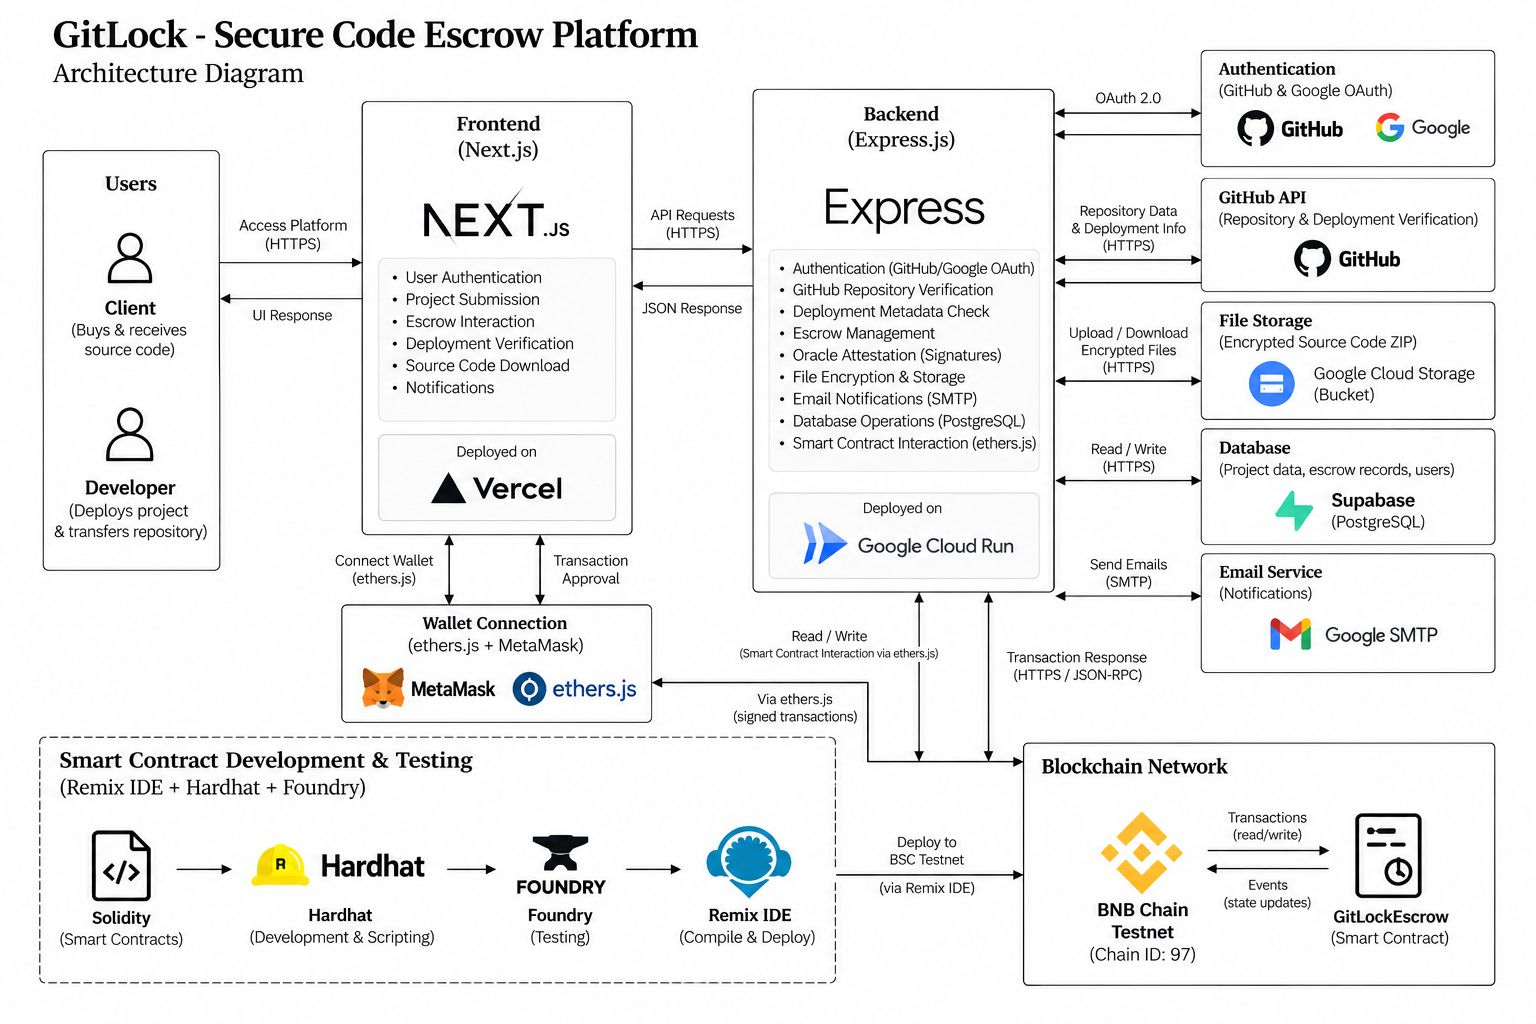 GitLock - Secure Code Escrow Platform
Architecture Diagram
Users
Client
(Buys & receives
source code)
Developer
(Deploys project
& transfers repository)
Access Platform
(HTTPS)
UI Response
Frontend
(Next.js)
NEXT.JS
• User Authentication
• Project Submission
• Escrow Interaction
• Deployment Verification
• Source Code Download
• Notifications
Deployed on
Vercel
API Requests
(HTTPS)
JSON Response
Backend
(Express.js)
Express
• Authentication (GitHub/Google OAuth)
• GitHub Repository Verification
• Deployment Metadata Check
• Escrow Management
• Oracle Attestation (Signatures)
• File Encryption & Storage
• Email Notifications (SMTP)
• Database Operations (PostgreSQL)
• Smart Contract Interaction (ethers.js)
Deployed on
Google Cloud Run
OAuth 2.0
Authentication
(GitHub & Google OAuth)
GitHub
Google
Repository Data
& Deployment Info
(HTTPS)
GitHub API
(Repository & Deployment Verification)
GitHub
Upload / Download
Encrypted Files
(HTTPS)
File Storage
(Encrypted Source Code ZIP)
Google Cloud Storage
(Bucket)
Read / Write
(HTTPS)
Database
(Project data, escrow records, users)
Supabase
(PostgreSQL)
Send Emails
(SMTP)
Email Service
(Notifications)
Google SMTP
Connect Wallet
(ethers.js)
Transaction
Approval
Wallet Connection
(ethers.js + MetaMask)
MetaMask
ethers.js
Read / Write
(Smart Contract Interaction via ethers.js)
Via ethers.js
(signed transactions)
Transaction Response
(HTTPS / JSON-RPC)
Smart Contract Development & Testing
(Remix IDE + Hardhat + Foundry)
Solidity
(Smart Contracts)
R
Hardhat
Hardhat
(Development & Scripting)
FOUNDRY
Foundry
(Testing)
Remix IDE
(Compile & Deploy)
Deploy to
BSC Testnet
(via Remix IDE)
Blockchain Network
BNB Chain
Testnet
(Chain ID: 97)
Transactions
(read/write)
Events
(state updates)
GitLockEscrow
(Smart Contract)